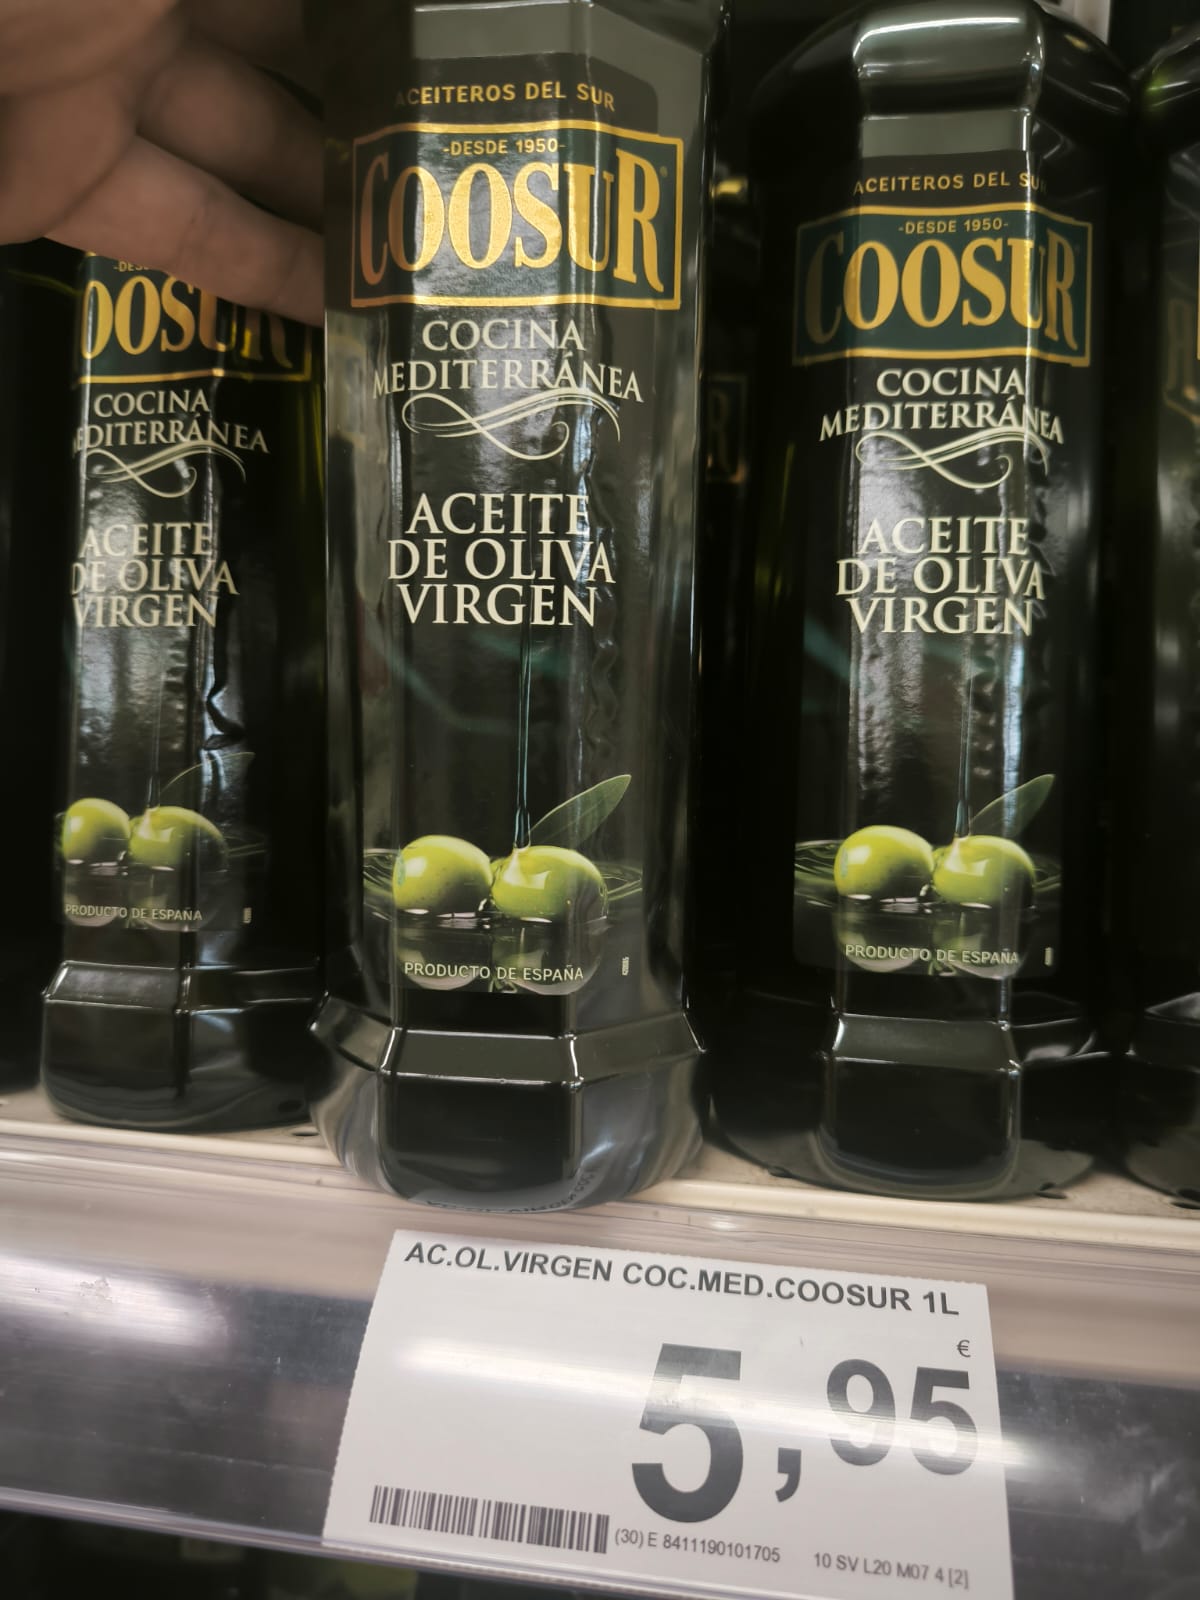 ACEITEROS DEL SUR
-DESDE 1950-
COOSUR
COCINA
MEDITERRÁNEA
ACEITE
DE OLIVA
VIRGEN
PRODUCTO DE ESPAÑA
OOSUR
COCINA
MEDITERRÁNEA
ACEITE
DE OLIVA
VIRGEN
PRODUCTO DE ESPAÑA
ACEITEROS DEL SUR
-DESDE 1950-
COOSUR
COCINA
MEDITERRÁNEA
ACEITE
DE OLIVA
VIRGEN
PRODUCTO DE ESPAÑA
AC.OL.VIRGEN COC.MED.COOSUR 1L
5,95 €
(30) E 8411190101705 10 SV L20 M07 4 [2]